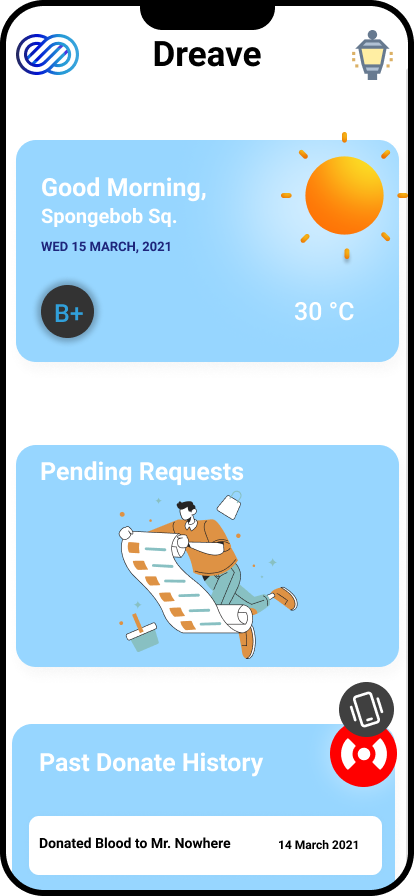 Dreave
Good Morning,
Spongebob Sq.
WED 15 MARCH, 2021
B+
30 °C
Pending Requests
Past Donate History
Donated Blood to Mr. Nowhere 14 March 2021